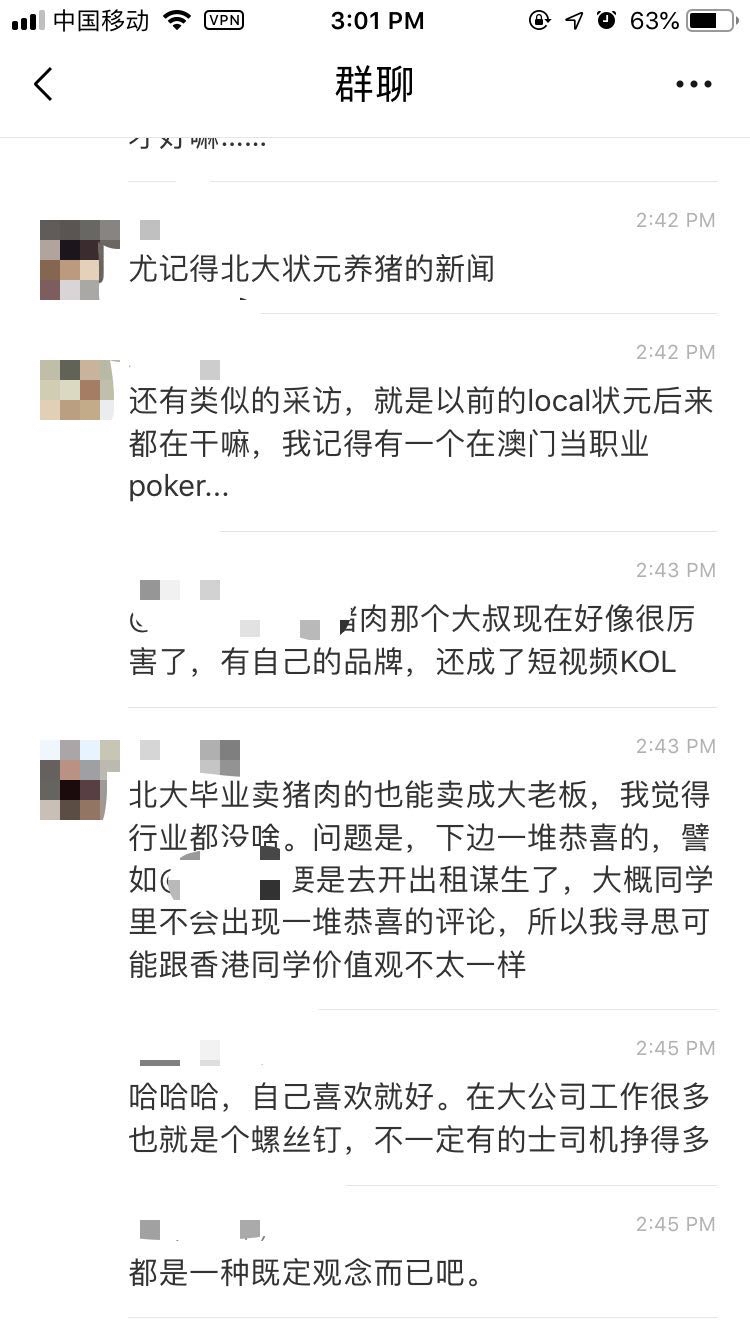 中国移动 VPN 3:01 PM 63%
群聊
2:42 PM
尤记得北大状元养猪的新闻
2:42 PM
还有类似的采访，就是以前的local状元后来
都在干嘛，我记得有一个在澳门当职业
poker...
2:43 PM
肉那个大叔现在好像很厉
害了，有自己的品牌，还成了短视频KOL
2:43 PM
北大毕业卖猪肉的也能卖成大老板，我觉得
行业都没啥。问题是，下边一堆恭喜的，譬
如 要是去开出租谋生了，大概同学
里不会出现一堆恭喜的评论，所以我寻思可
能跟香港同学价值观不太一样
2:45 PM
哈哈哈，自己喜欢就好。在大公司工作很多
也就是个螺丝钉，不一定有的士司机挣得多
2:45 PM
都是一种既定观念而已吧。